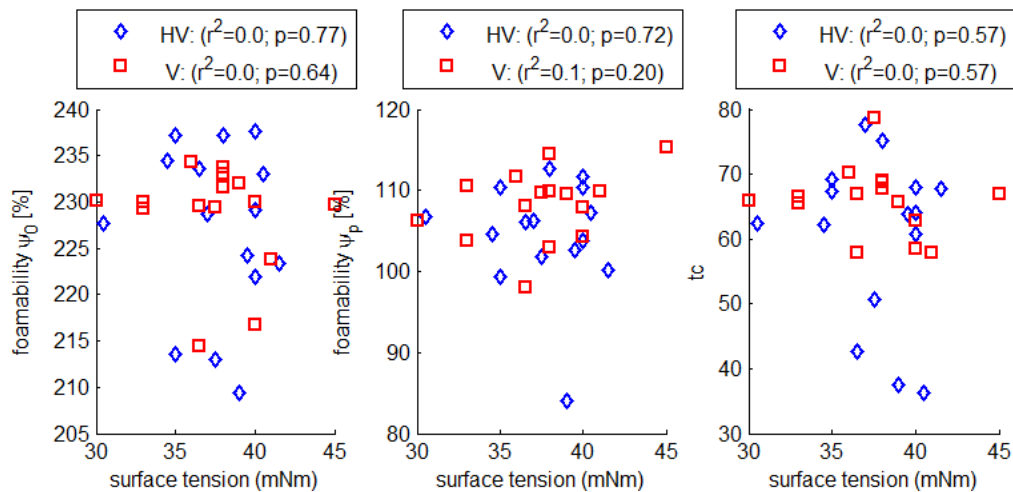 HV: (r²=0.0; p=0.77)
V: (r²=0.0; p=0.64)
HV: (r²=0.0; p=0.72)
V: (r²=0.1; p=0.20)
HV: (r²=0.0; p=0.57)
V: (r²=0.0; p=0.57)
foamability ψ₀ [%]
240
235
230
225
220
215
210
205
30 35 40 45
surface tension (mNm)
foamability ψₚ [%]
120
110
100
90
80
30 35 40 45
surface tension (mNm)
tc
80
70
60
50
40
30
30 35 40 45
surface tension (mNm)